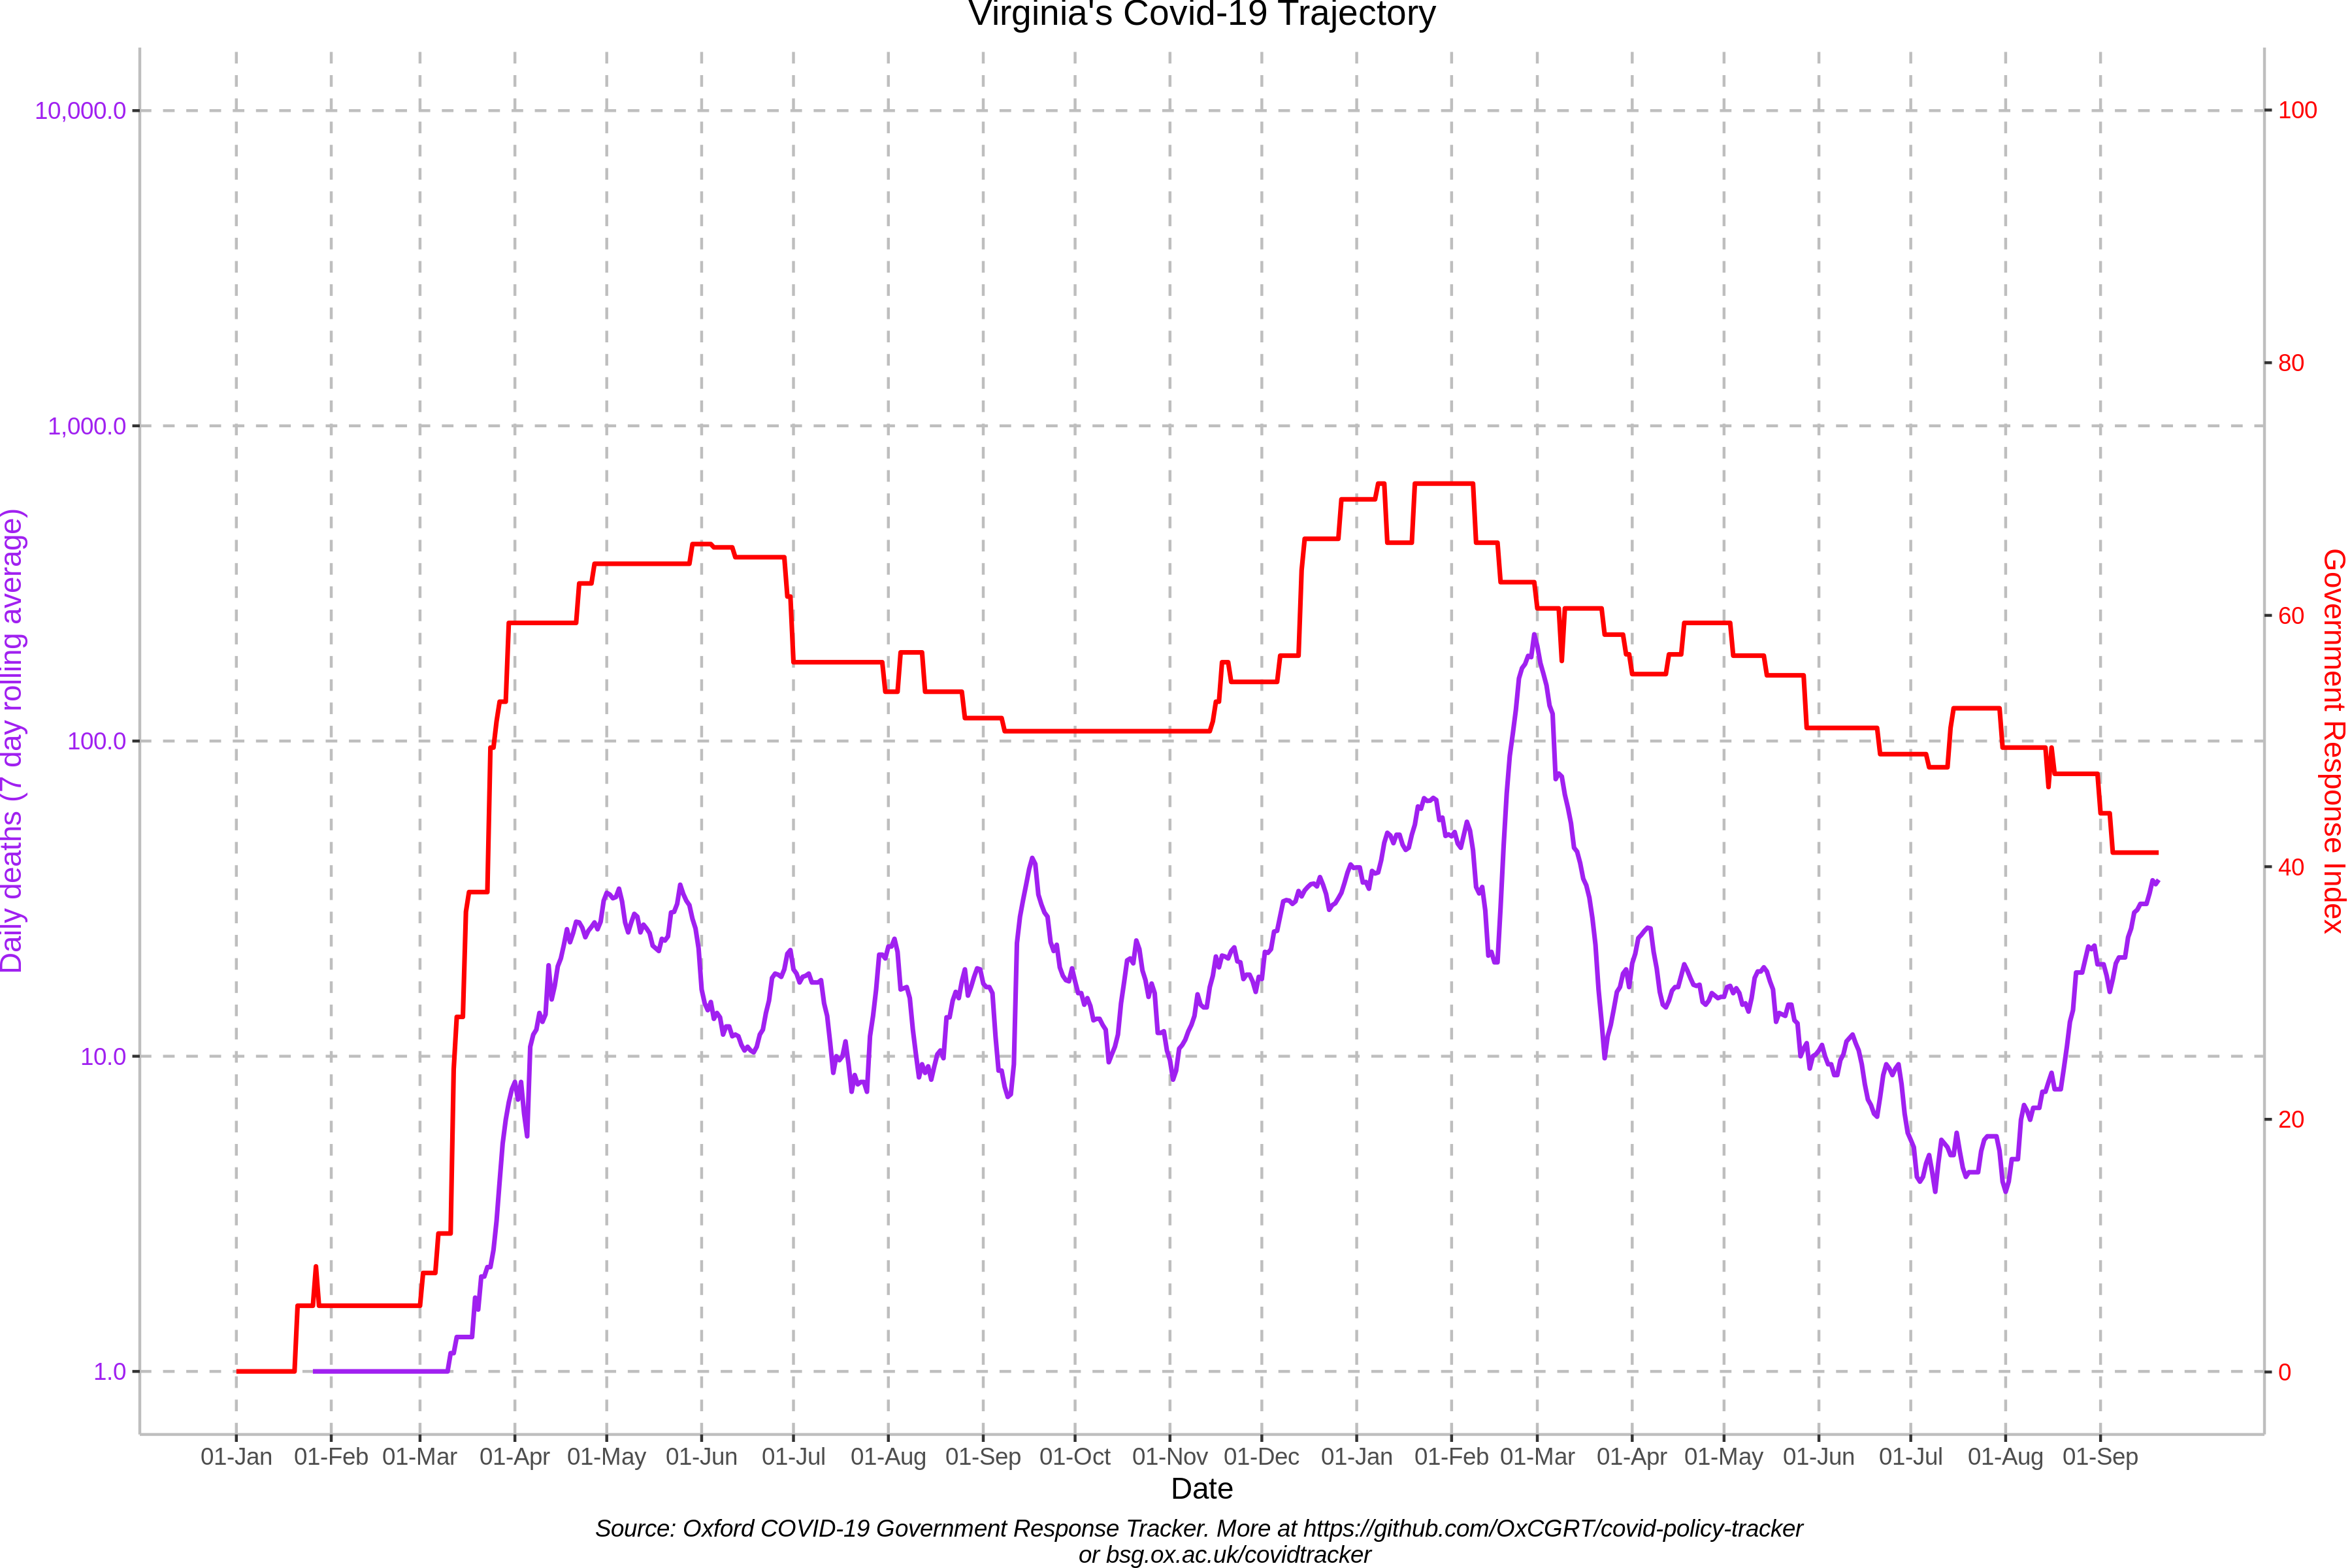 Virginia's Covid-19 Trajectory
10,000.0
1,000.0
100.0
10.0
1.0
Daily deaths (7 day rolling average)
100
80
60
40
20
0
Government Response Index
01-Jan 01-Feb 01-Mar 01-Apr 01-May 01-Jun 01-Jul 01-Aug 01-Sep 01-Oct 01-Nov 01-Dec 01-Jan 01-Feb 01-Mar 01-Apr 01-May 01-Jun 01-Jul 01-Aug 01-Sep
Date
Source: Oxford COVID-19 Government Response Tracker. More at https://github.com/OxCGRT/covid-policy-tracker
or bsg.ox.ac.uk/covidtracker